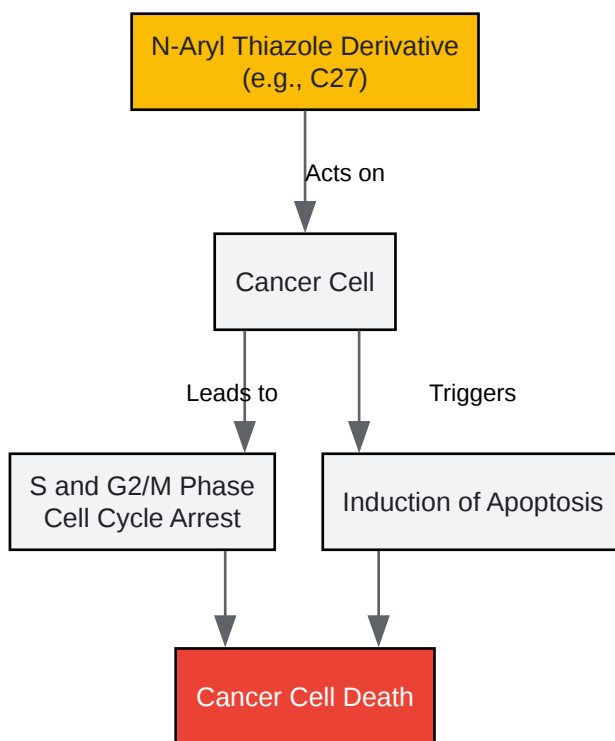 N-Aryl Thiazole Derivative
(e.g., C27)
Acts on
Cancer Cell
Leads to
Triggers
S and G2/M Phase
Cell Cycle Arrest
Induction of Apoptosis
Cancer Cell Death